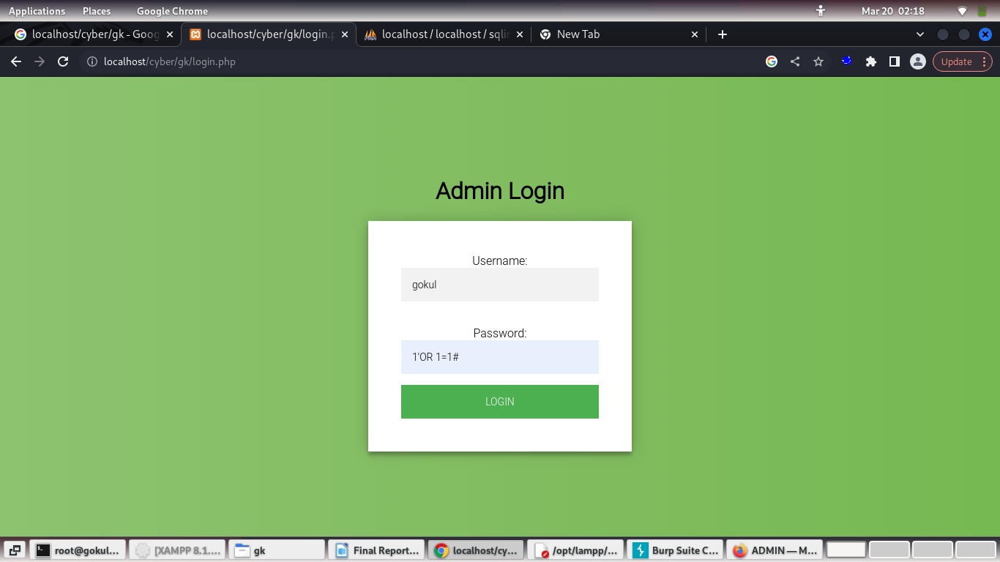 Applications Places Google Chrome Mar 20 02:18
localhost/cyber/gk - Goog localhost/cyber/gk/login.p localhost / localhost / sqlin New Tab
localhost/cyber/gk/login.php Update
Admin Login
Username:
gokul
Password:
1'OR 1=1#
LOGIN
root@gokul... [XAMPP 8.1.... gk Final Report... localhost/cy... /opt/lampp/... Burp Suite C... ADMIN — M...